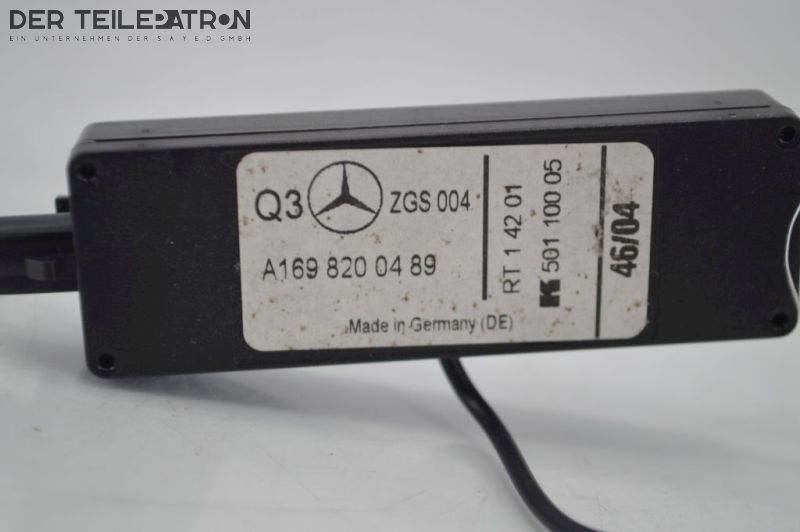 DER TEILEPATRON
EIN UNTERNEHMEN DER S A Y E.D GMBH
Q3 ZGS 004
A169 820 04 89
Made in Germany (DE)
RT 1 42 01
K 501 100 05
46/04